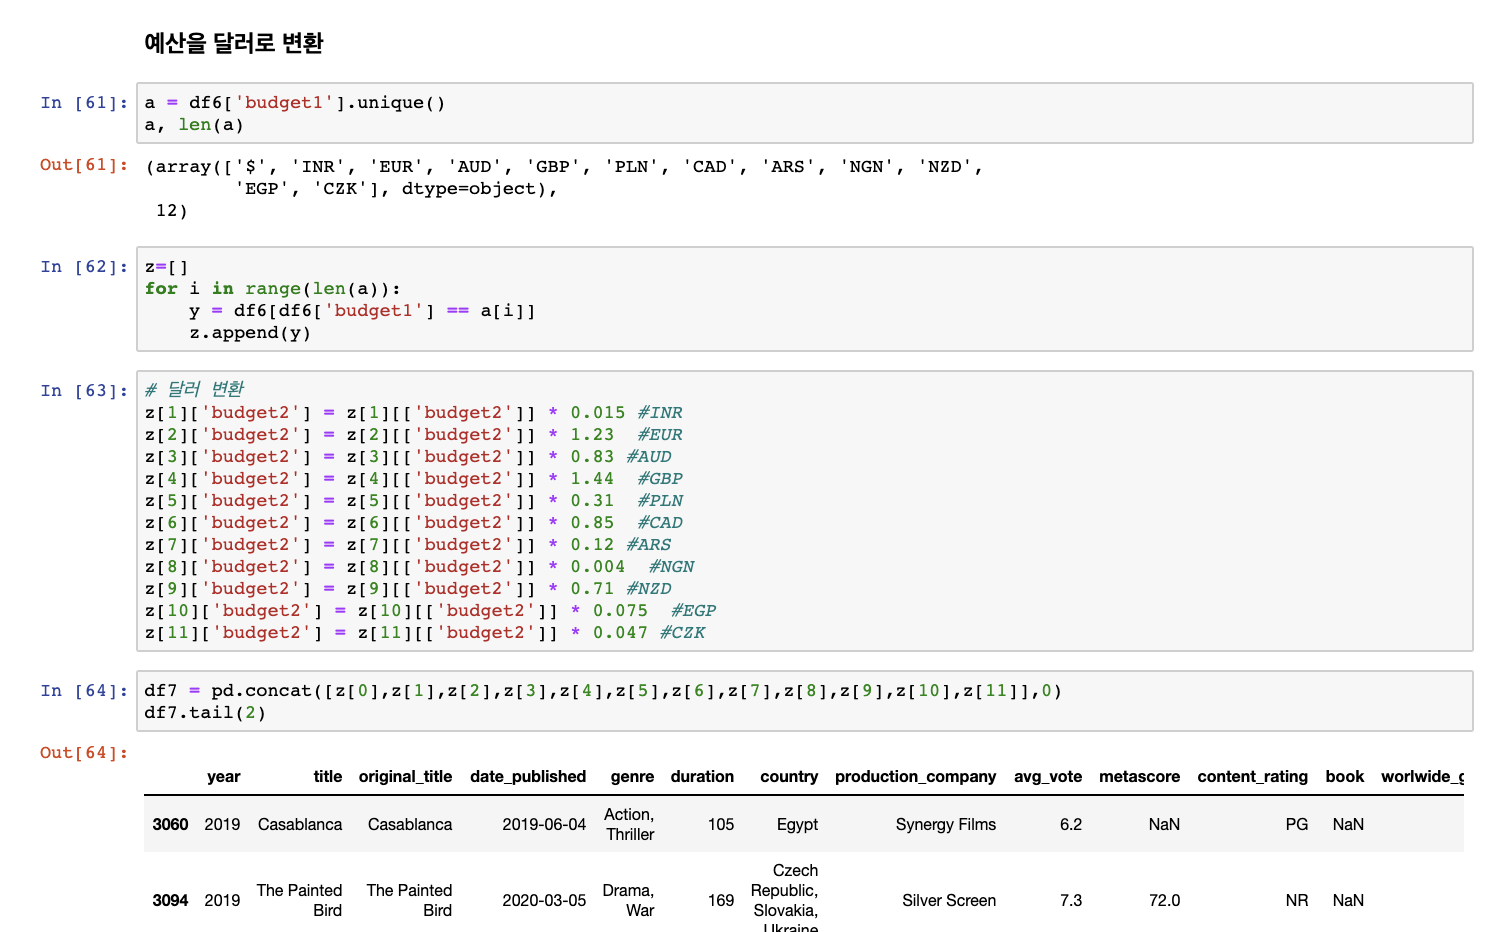 예산을 달러로 변환
In [61]: a = df6['budget1'].unique()
a, len(a)
Out[61]: (array(['$', 'INR', 'EUR', 'AUD', 'GBP', 'PLN', 'CAD', 'ARS', 'NGN', 'NZD',
'EGP', 'CZK'], dtype=object),
12)
In [62]: z=[]
for i in range(len(a)):
    y = df6[df6['budget1'] == a[i]]
    z.append(y)
In [63]: # 달러 변환
z[1]['budget2'] = z[1][['budget2']] * 0.015 #INR
z[2]['budget2'] = z[2][['budget2']] * 1.23  #EUR
z[3]['budget2'] = z[3][['budget2']] * 0.83 #AUD
z[4]['budget2'] = z[4][['budget2']] * 1.44  #GBP
z[5]['budget2'] = z[5][['budget2']] * 0.31  #PLN
z[6]['budget2'] = z[6][['budget2']] * 0.85  #CAD
z[7]['budget2'] = z[7][['budget2']] * 0.12 #ARS
z[8]['budget2'] = z[8][['budget2']] * 0.004  #NGN
z[9]['budget2'] = z[9][['budget2']] * 0.71 #NZD
z[10]['budget2'] = z[10][['budget2']] * 0.075  #EGP
z[11]['budget2'] = z[11][['budget2']] * 0.047 #CZK
In [64]: df7 = pd.concat([z[0],z[1],z[2],z[3],z[4],z[5],z[6],z[7],z[8],z[9],z[10],z[11]],0)
df7.tail(2)
Out[64]:
year title original_title date_published genre duration country production_company avg_vote metascore content_rating book worlwide_g
3060 2019 Casablanca Casablanca 2019-06-04 Action, Thriller 105 Egypt Synergy Films 6.2 NaN PG NaN
3094 2019 The Painted Bird The Painted Bird 2020-03-05 Drama, War 169 Czech Republic, Slovakia, Ukraine Silver Screen 7.3 72.0 NR NaN